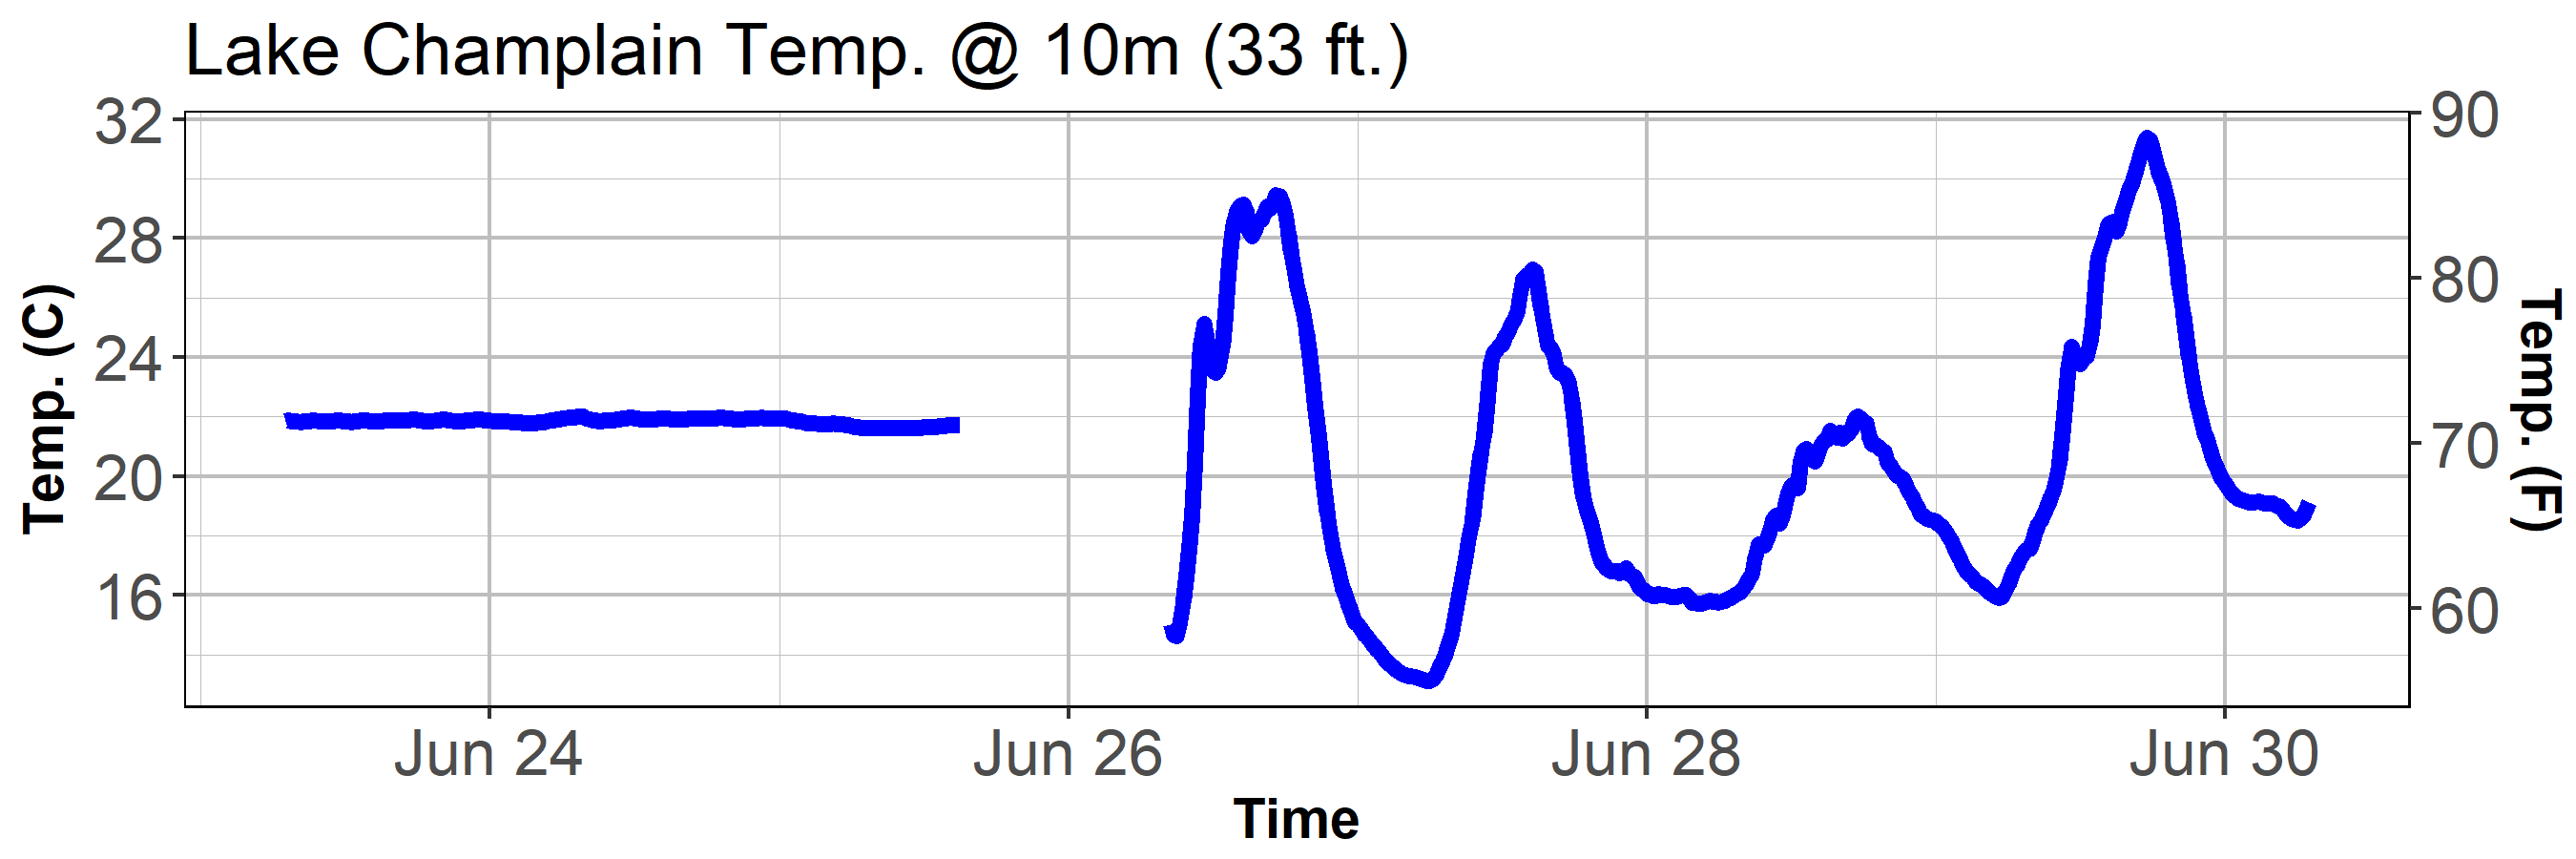 Lake Champlain Temp. @ 10m (33 ft.)
32
28
24
20
16
Temp. (C)
90
80
70
60
Temp. (F)
Jun 24
Jun 26
Jun 28
Jun 30
Time